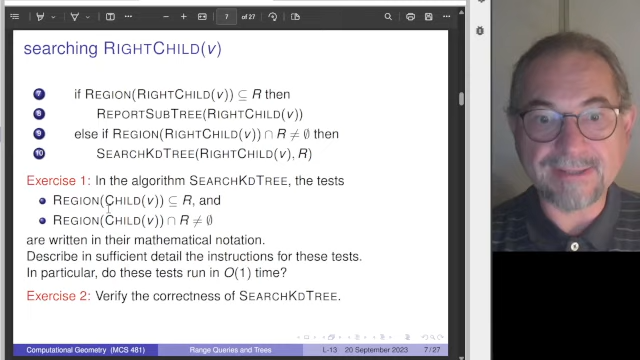 7 of 27
searching RIGHTCHILD(v)
7 if REGION(RIGHTCHILD(v)) ⊆ R then
8 REPORTSUBTREE(RIGHTCHILD(v))
9 else if REGION(RIGHTCHILD(v)) ∩ R ≠ ∅ then
10 SEARCHKDTREE(RIGHTCHILD(v), R)
Exercise 1: In the algorithm SEARCHKDTREE, the tests
REGION(CHILD(v)) ⊆ R, and
REGION(CHILD(v)) ∩ R ≠ ∅
are written in their mathematical notation.
Describe in sufficient detail the instructions for these tests.
In particular, do these tests run in O(1) time?
Exercise 2: Verify the correctness of SEARCHKDTREE.
Computational Geometry (MCS 481) Range Queries and Trees L-13 20 September 2023 7 / 27